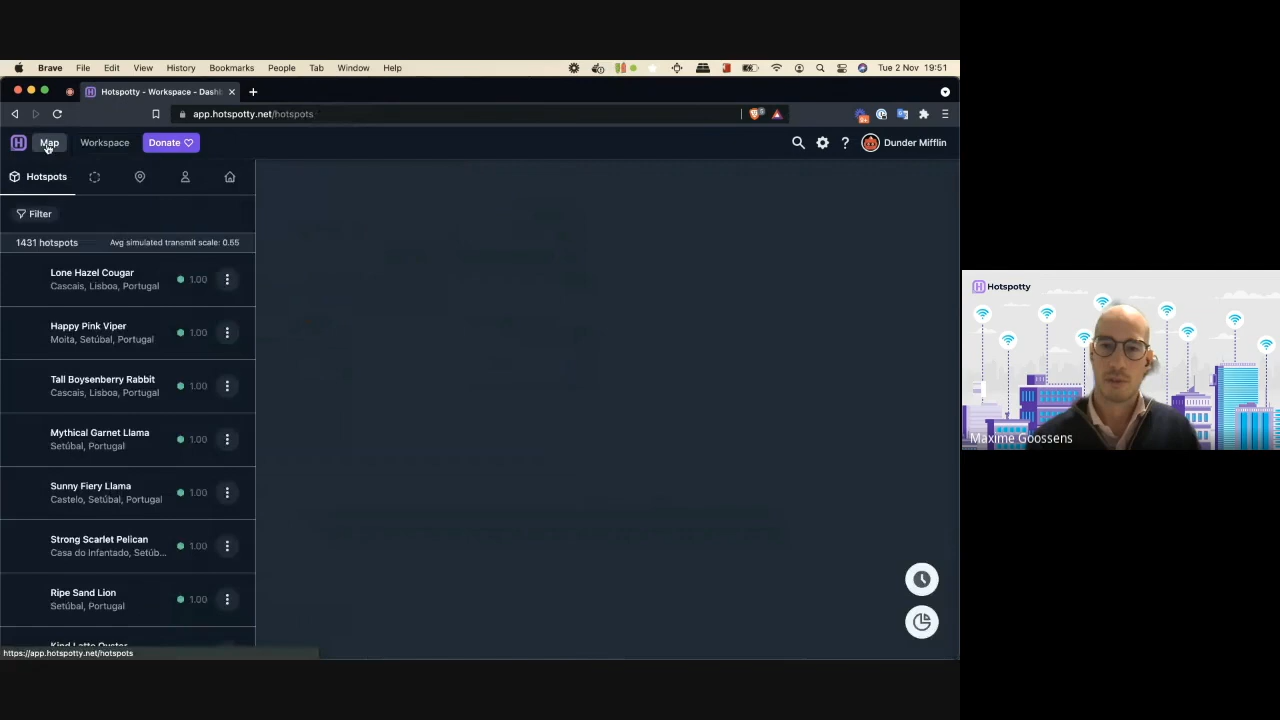 Brave File Edit View History Bookmarks People Tab Window Help Tue 2 Nov 19:51
Hotspotty - Workspace - Dashb
app.hotspotty.net/hotspots
Map Workspace Donate Dunder Mifflin
Hotspots
Filter
1431 hotspots Avg simulated transmit scale: 0.55
Lone Hazel Cougar
Cascais, Lisboa, Portugal 1.00
Happy Pink Viper
Moita, Setúbal, Portugal 1.00
Tall Boysenberry Rabbit
Cascais, Lisboa, Portugal 1.00
Mythical Garnet Llama
Setúbal, Portugal 1.00
Sunny Fiery Llama
Castelo, Setúbal, Portugal 1.00
Strong Scarlet Pelican
Casa do Infantado, Setúb... 1.00
Ripe Sand Lion
Setúbal, Portugal 1.00
Kind Latte Oyster
https://app.hotspotty.net/hotspots
Hotspotty
Maxime Goossens